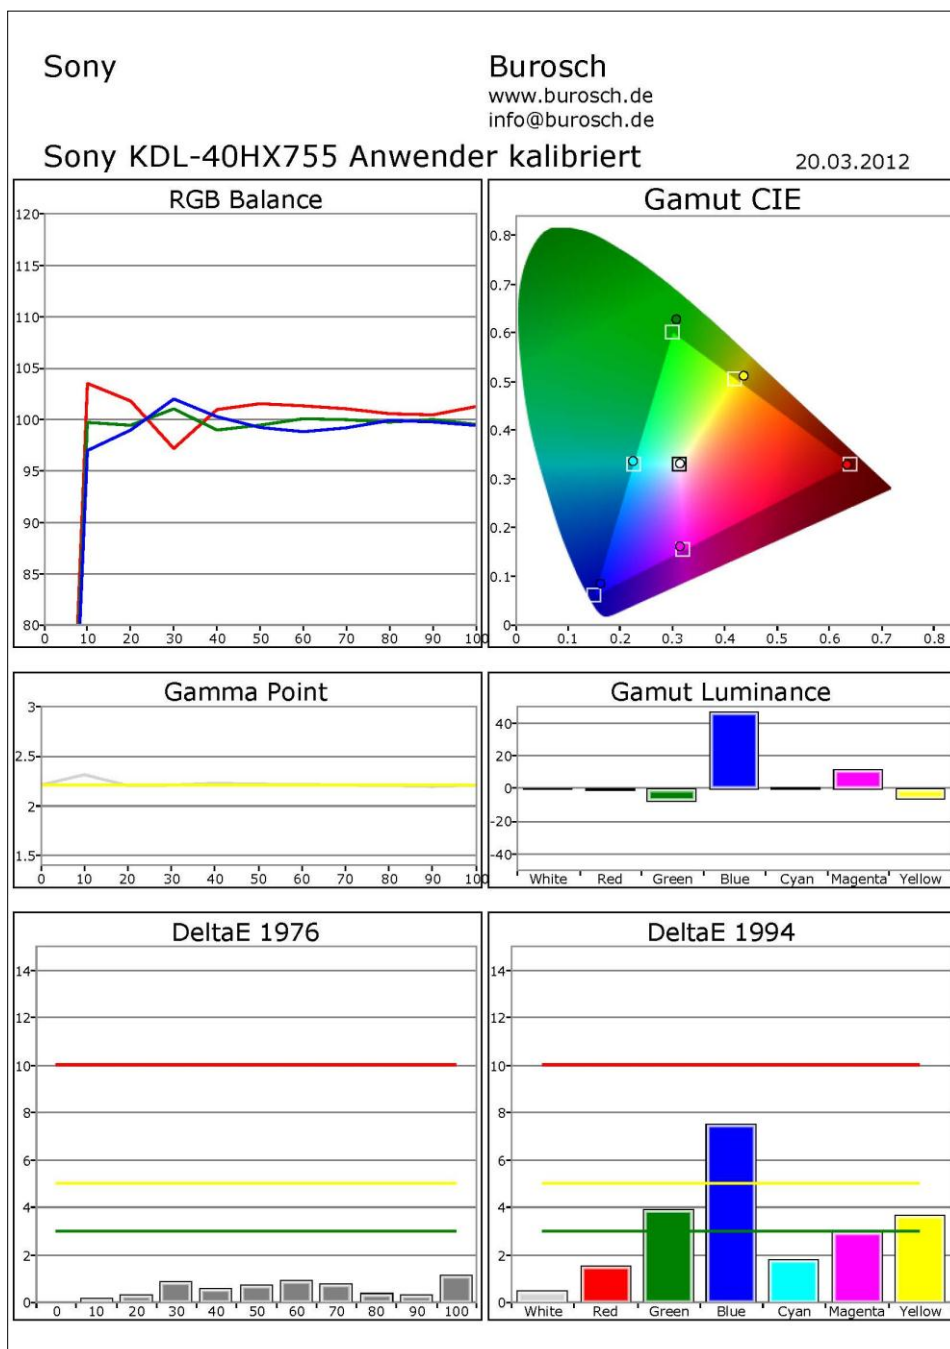 Sony
Burosch
www.burosch.de
info@burosch.de
Sony KDL-40HX755 Anwender kalibriert
20.03.2012
RGB Balance
120
115
110
105
100
95
90
85
80
0 10 20 30 40 50 60 70 80 90 100
Gamut CIE
0.8
0.7
0.6
0.5
0.4
0.3
0.2
0.1
0
0 0.1 0.2 0.3 0.4 0.5 0.6 0.7 0.8
Gamma Point
3
2.5
2
1.5
0 10 20 30 40 50 60 70 80 90 100
Gamut Luminance
40
20
0
-20
-40
White Red Green Blue Cyan Magenta Yellow
DeltaE 1976
14
12
10
8
6
4
2
0
0 10 20 30 40 50 60 70 80 90 100
DeltaE 1994
14
12
10
8
6
4
2
0
White Red Green Blue Cyan Magenta Yellow